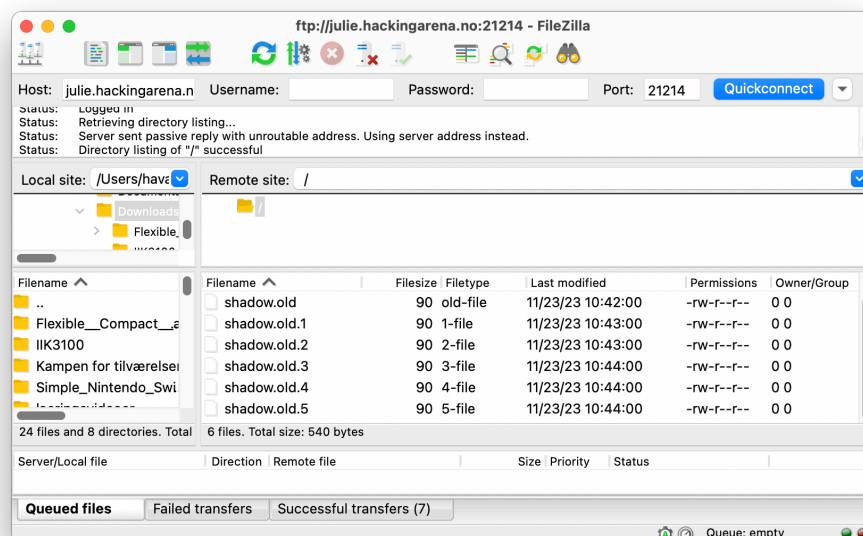 ftp://julie.hackingarena.no:21214 - FileZilla
Host: julie.hackingarena.n Username: Password: Port: 21214 Quickconnect
Status: Logged in
Status: Retrieving directory listing...
Status: Server sent passive reply with unroutable address. Using server address instead.
Status: Directory listing of "/" successful
Local site: /Users/hava Remote site: /
Downloads /
Flexible_
IIK3100
Filename Filename Filesize Filetype Last modified Permissions Owner/Group
.. shadow.old 90 old-file 11/23/23 10:42:00 -rw-r--r-- 0 0
Flexible__Compact__a shadow.old.1 90 1-file 11/23/23 10:43:00 -rw-r--r-- 0 0
IIK3100 shadow.old.2 90 2-file 11/23/23 10:43:00 -rw-r--r-- 0 0
Kampen for tilværelser shadow.old.3 90 3-file 11/23/23 10:44:00 -rw-r--r-- 0 0
Simple_Nintendo_Swi shadow.old.4 90 4-file 11/23/23 10:44:00 -rw-r--r-- 0 0
shadow.old.5 90 5-file 11/23/23 10:44:00 -rw-r--r-- 0 0
24 files and 8 directories. Total 6 files. Total size: 540 bytes
Server/Local file Direction Remote file Size Priority Status
Queued files Failed transfers Successful transfers (7)
Queue: empty